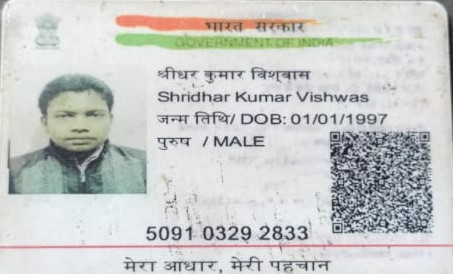 भारत सरकार
GOVERNMENT OF INDIA
श्रीधर कुमार विश्वास
Shridhar Kumar Vishwas
जन्म तिथि/ DOB: 01/01/1997
पुरुष / MALE
5091 0329 2833
मेरा आधार, मेरी पहचान